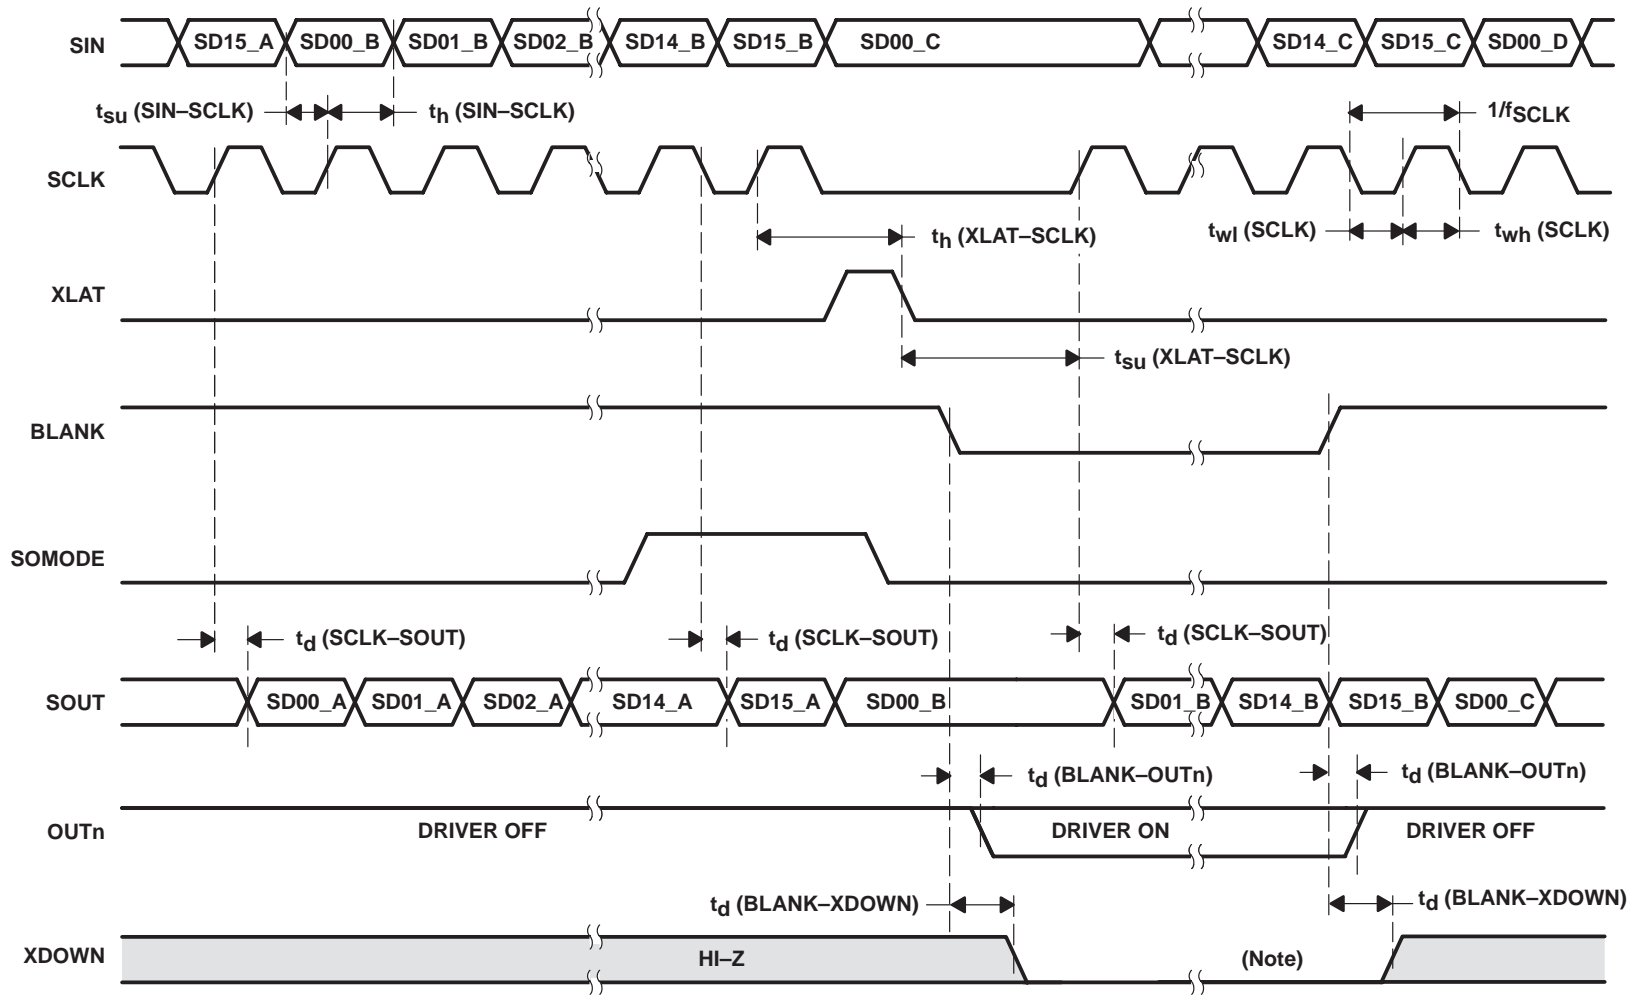 SIN SD15_A SD00_B SD01_B SD02_B SD14_B SD15_B SD00_C SD14_C SD15_C SD00_D
tsu (SIN–SCLK) th (SIN–SCLK) 1/fSCLK
SCLK
th (XLAT–SCLK) twl (SCLK) twh (SCLK)
XLAT
tsu (XLAT–SCLK)
BLANK
SOMODE
td (SCLK–SOUT) td (SCLK–SOUT) td (SCLK–SOUT)
SOUT SD00_A SD01_A SD02_A SD14_A SD15_A SD00_B SD01_B SD14_B SD15_B SD00_C
td (BLANK–OUTn) td (BLANK–OUTn)
OUTn DRIVER OFF DRIVER ON DRIVER OFF
td (BLANK–XDOWN) td (BLANK–XDOWN)
XDOWN HI–Z (Note)